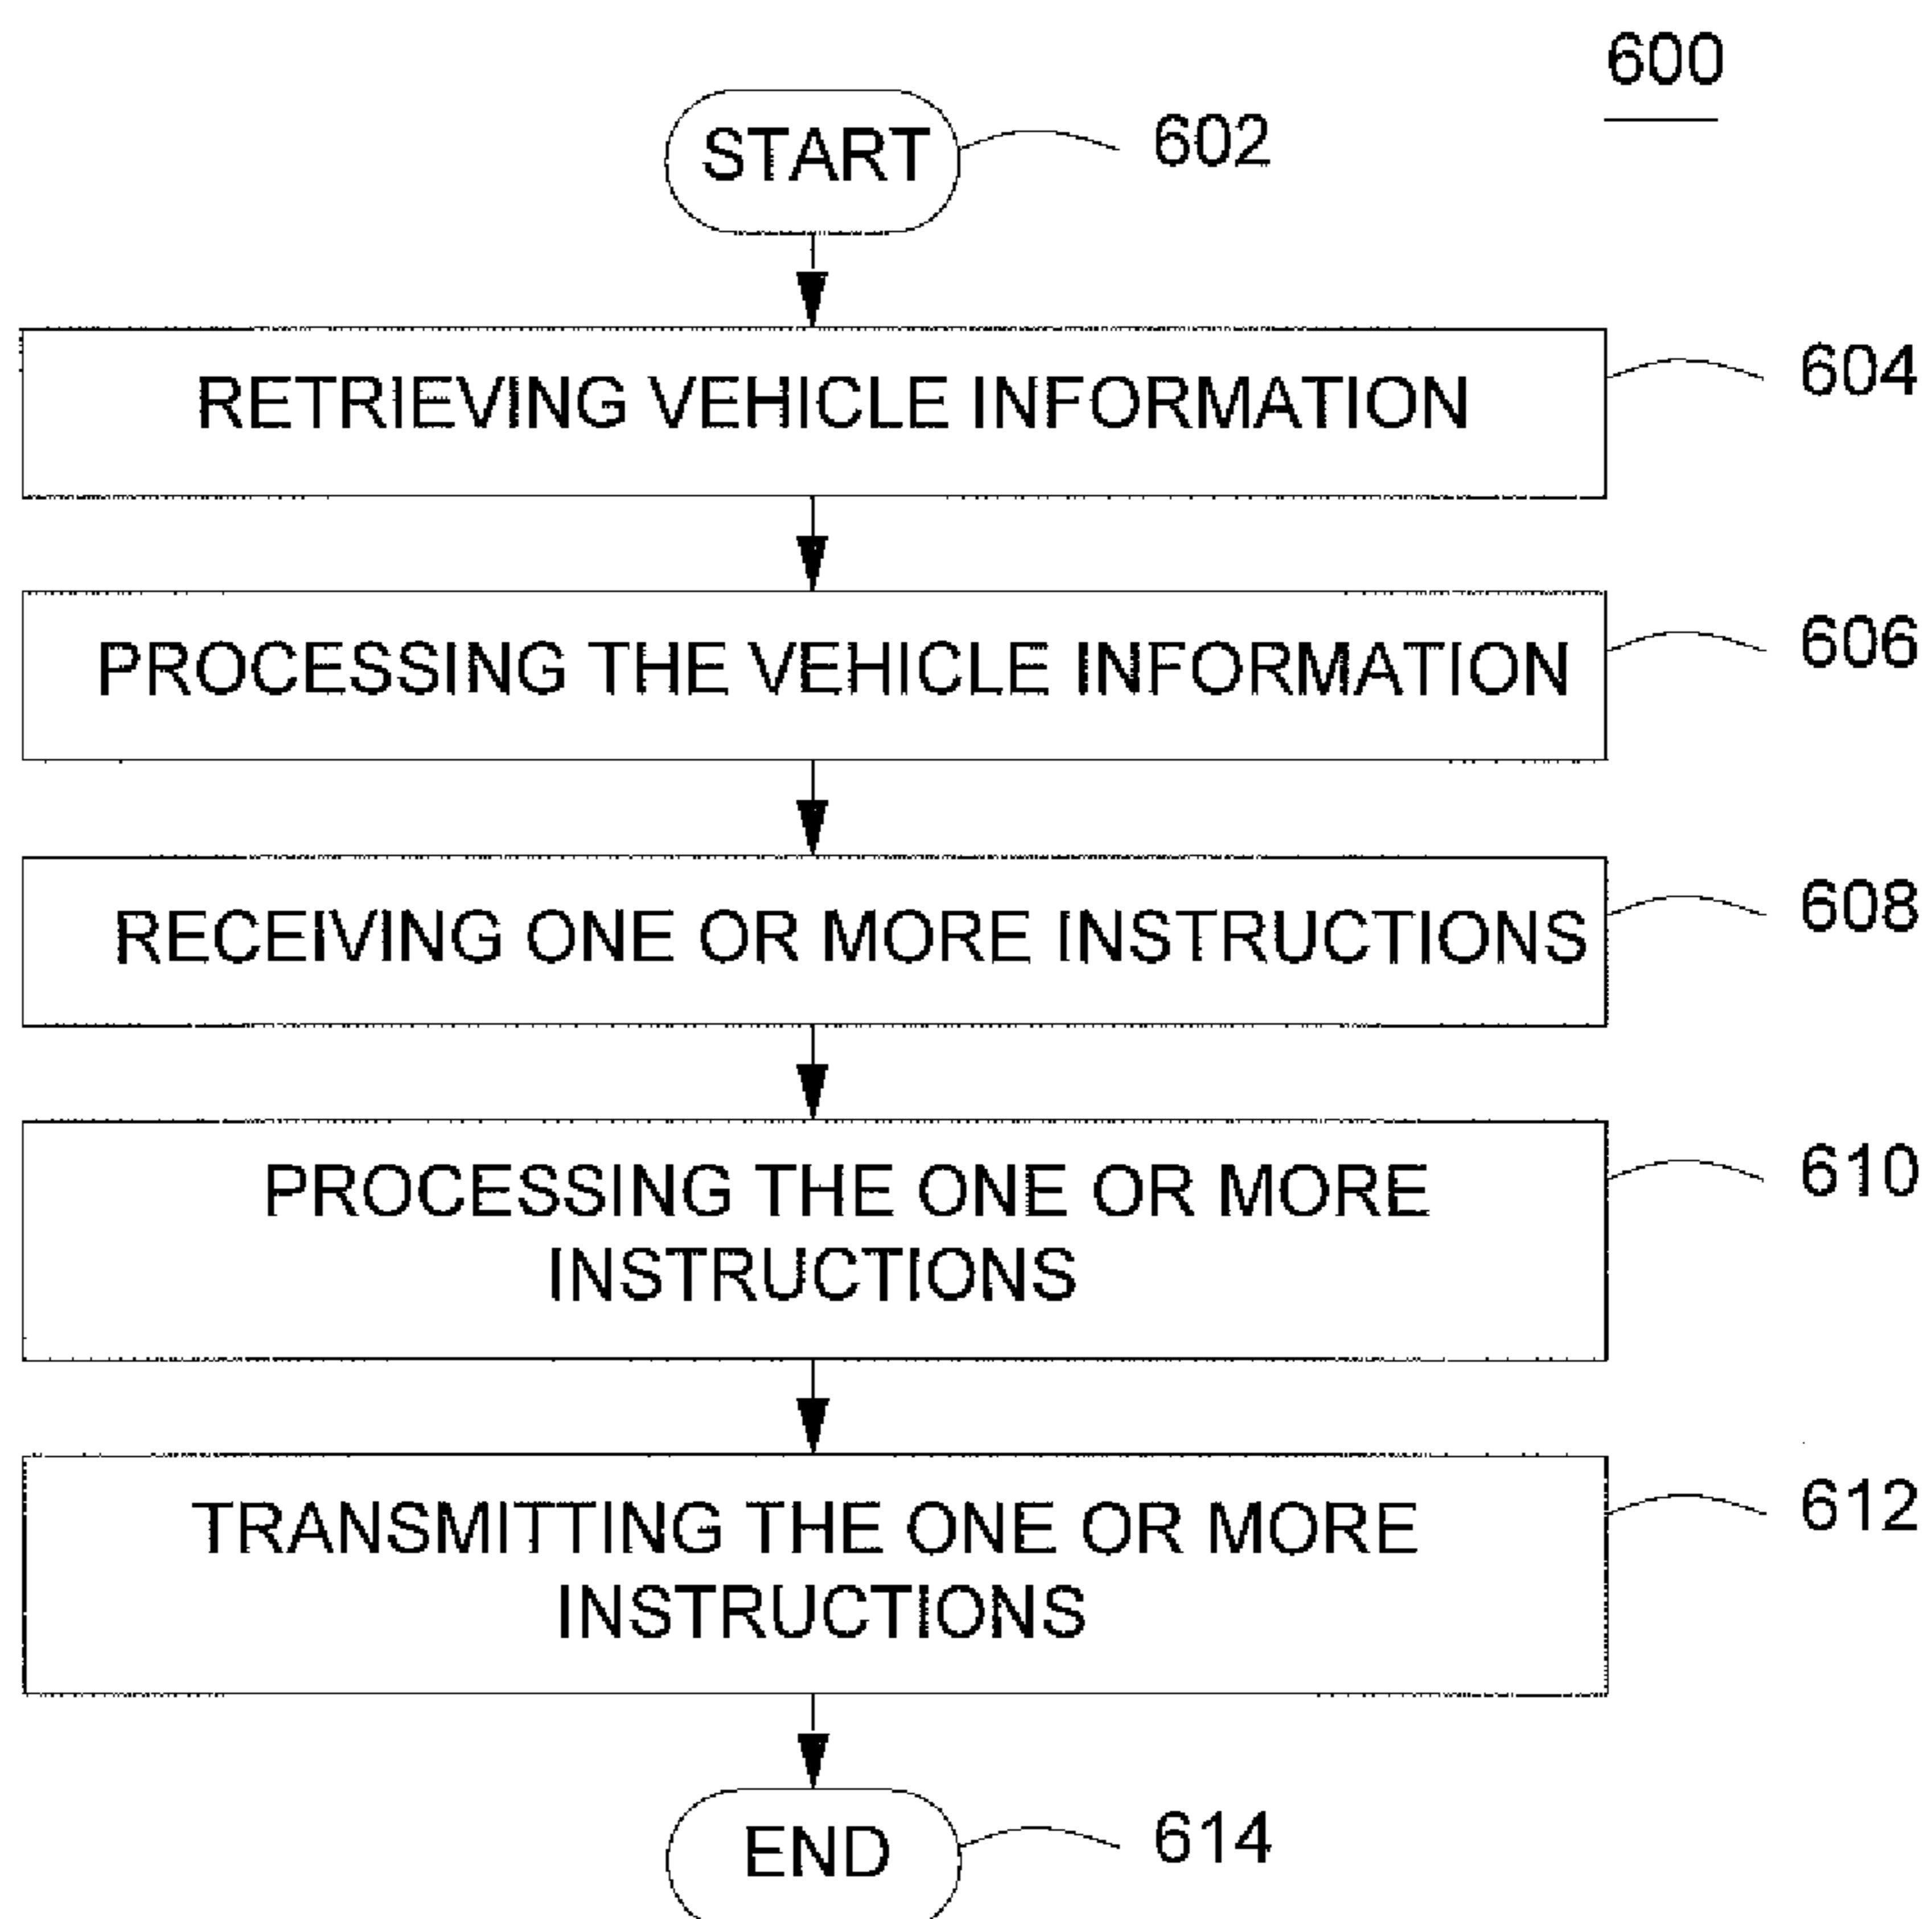 600
START
602
RETRIEVING VEHICLE INFORMATION
604
PROCESSING THE VEHICLE INFORMATION
606
RECEIVING ONE OR MORE INSTRUCTIONS
608
PROCESSING THE ONE OR MORE
INSTRUCTIONS
610
TRANSMITTING THE ONE OR MORE
INSTRUCTIONS
612
END
614